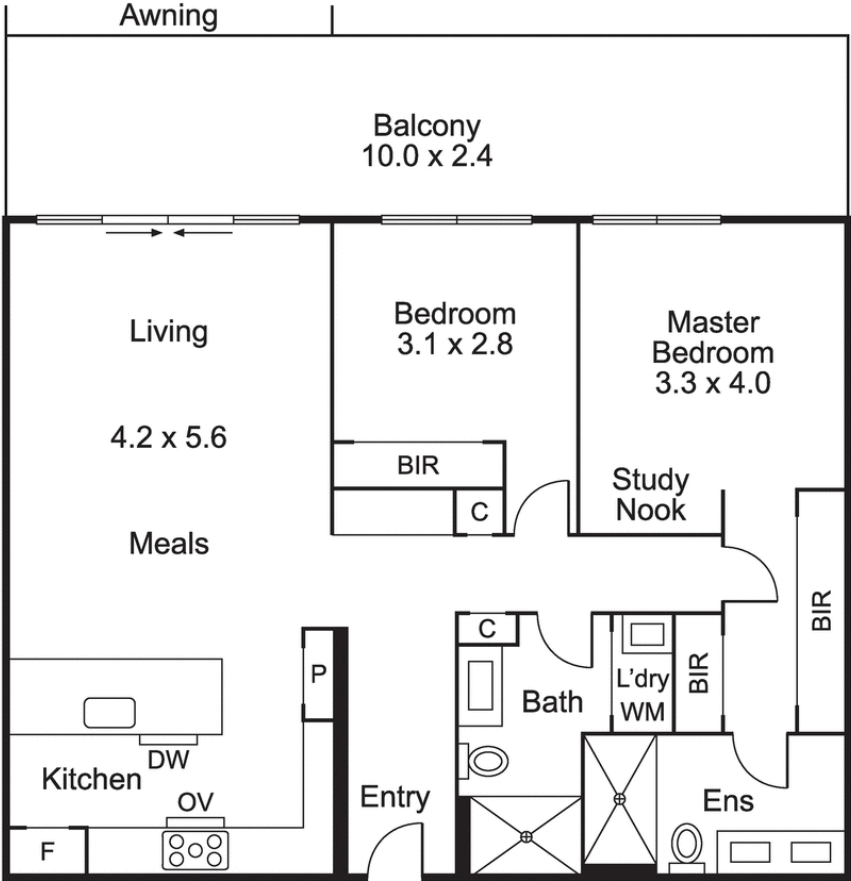 Awning
Balcony
10.0 x 2.4
Living
4.2 x 5.6
Meals
Bedroom
3.1 x 2.8
BIR
C
Master
Bedroom
3.3 x 4.0
Study
Nook
BIR
C
P
Bath
L'dry
WM
BIR
DW
Kitchen
OV
F
Entry
Ens